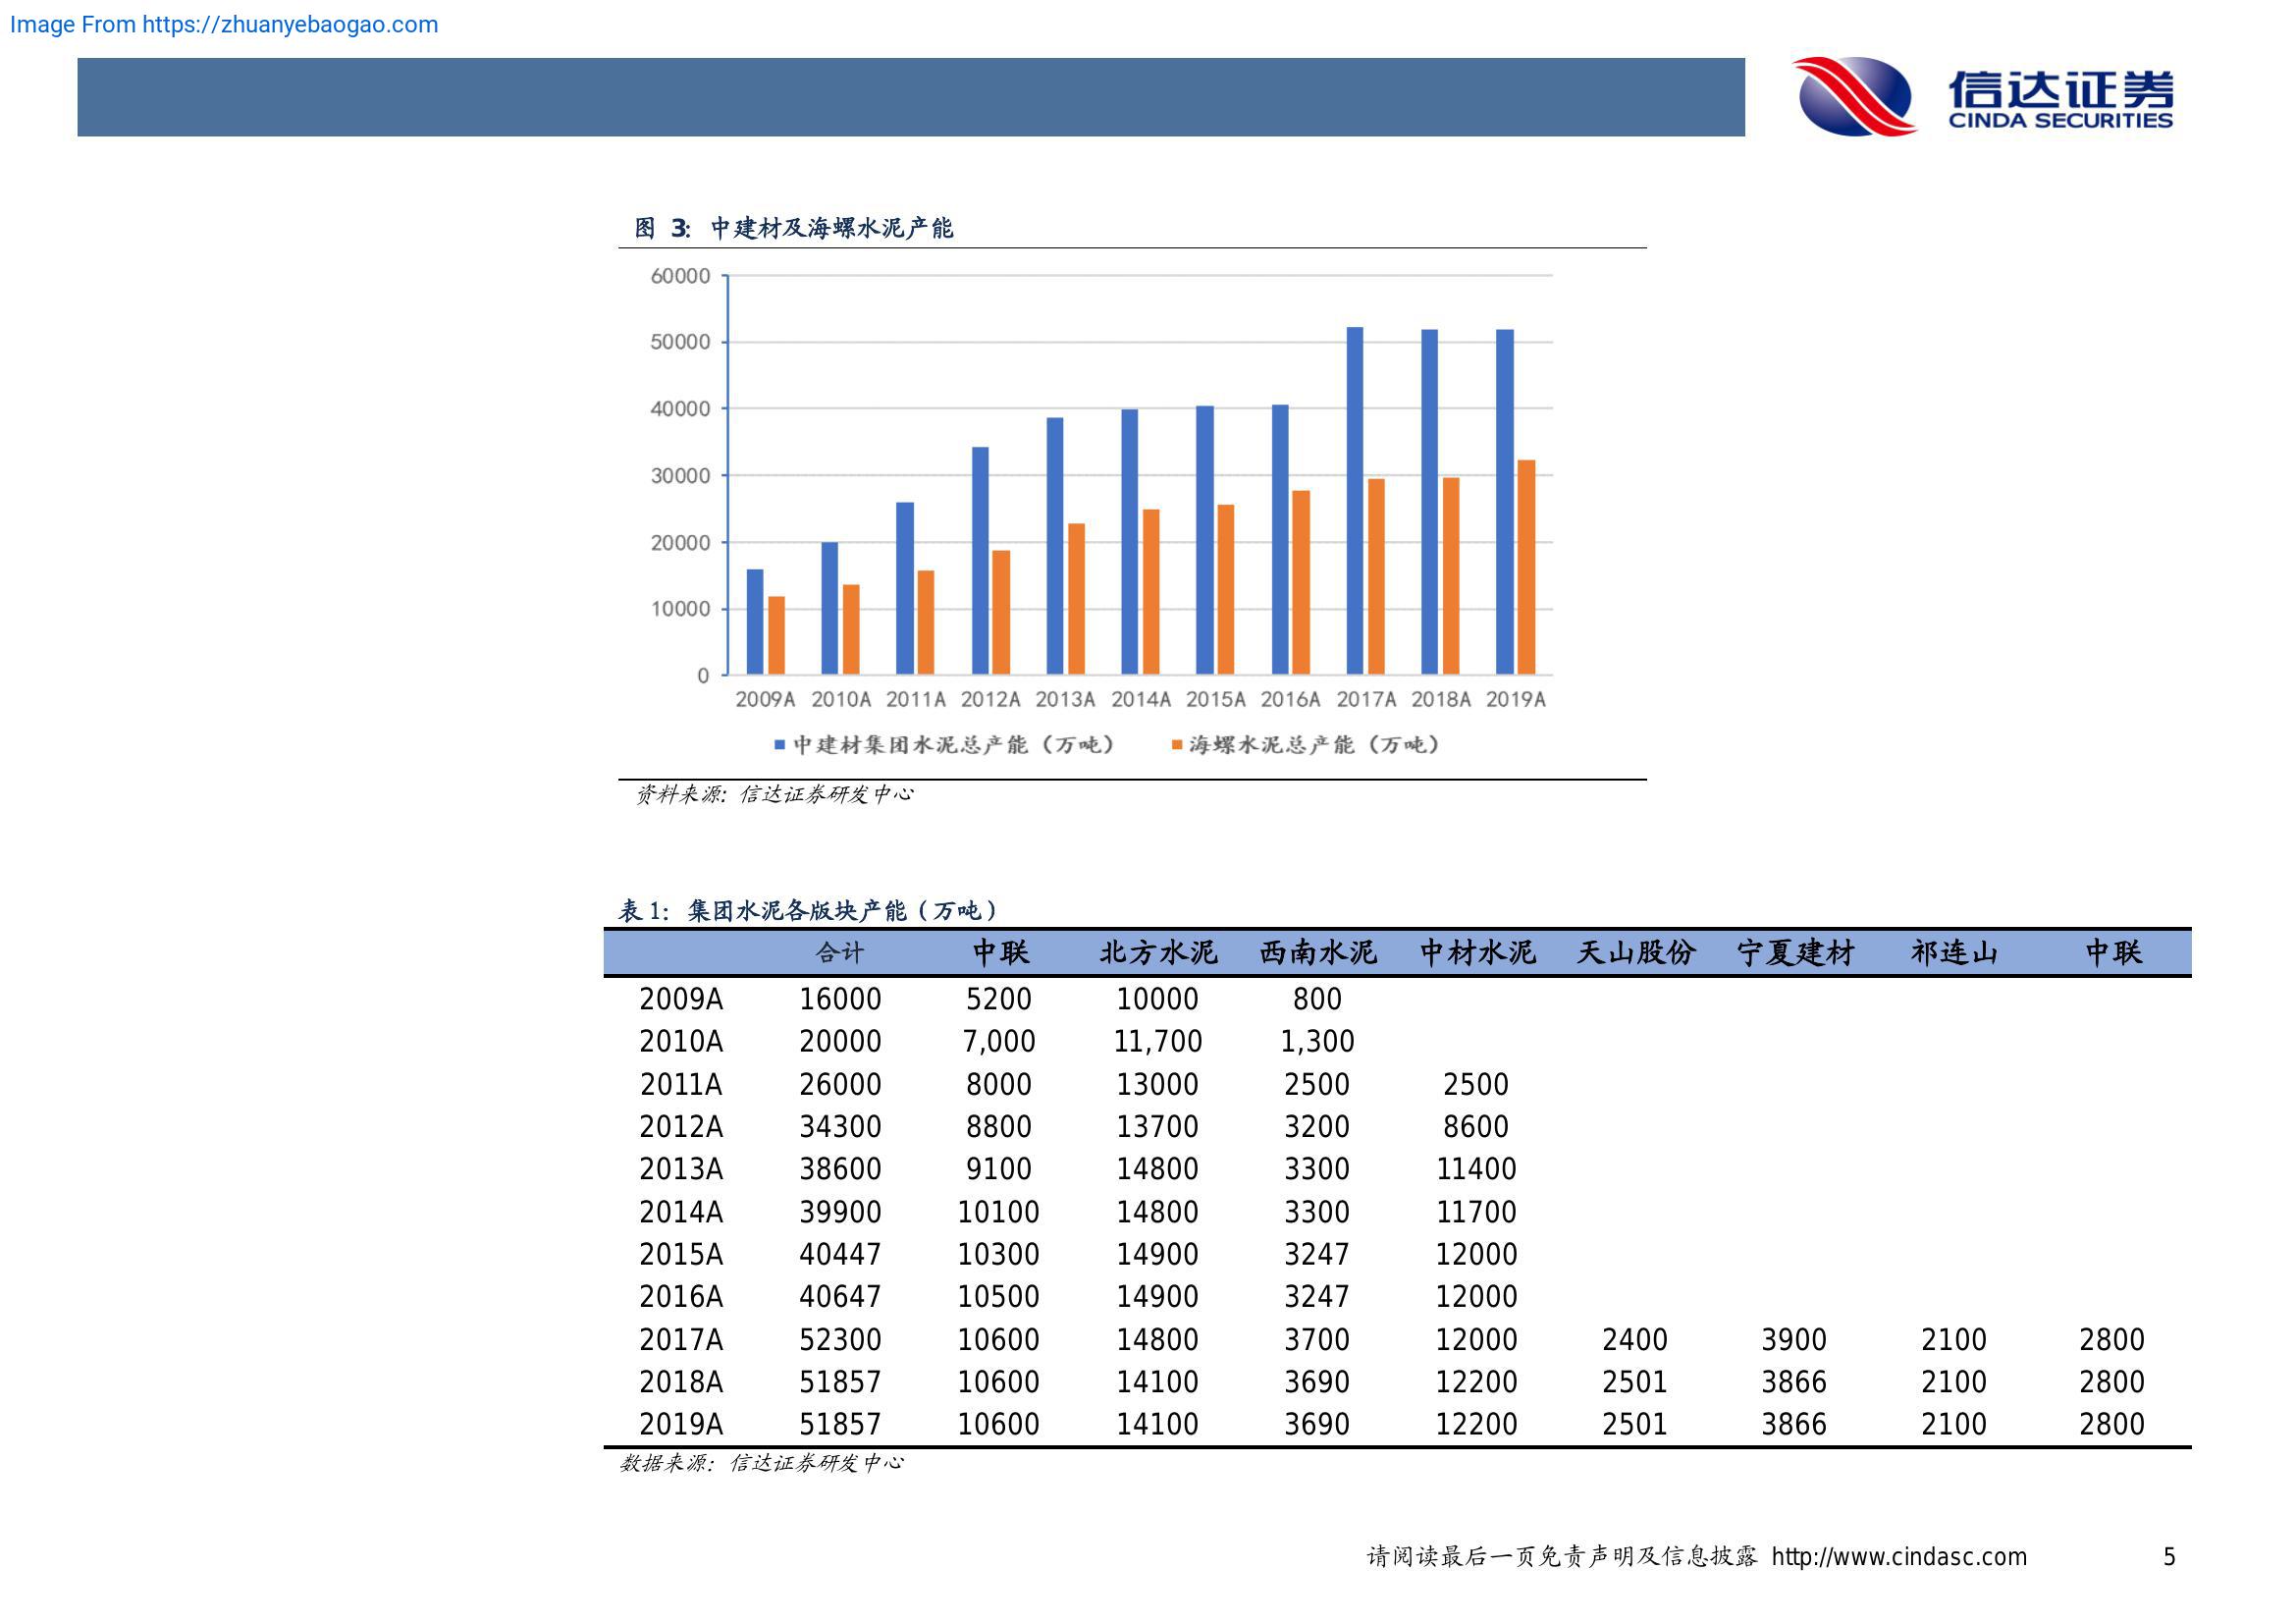 Image From https://zhuanyebaogao.com
信达证券
CINDA SECURITIES
图 3: 中建材及海螺水泥产能
60000
50000
40000
30000
20000
10000
0
2009A 2010A 2011A 2012A 2013A 2014A 2015A 2016A 2017A 2018A 2019A
中建材集团水泥总产能（万吨） 海螺水泥总产能（万吨）
资料来源: 信达证券研发中心
表 1: 集团水泥各版块产能（万吨）
合计 中联 北方水泥 西南水泥 中材水泥 天山股份 宁夏建材 祁连山 中联
2009A 16000 5200 10000 800
2010A 20000 7,000 11,700 1,300
2011A 26000 8000 13000 2500 2500
2012A 34300 8800 13700 3200 8600
2013A 38600 9100 14800 3300 11400
2014A 39900 10100 14800 3300 11700
2015A 40447 10300 14900 3247 12000
2016A 40647 10500 14900 3247 12000
2017A 52300 10600 14800 3700 12000 2400 3900 2100 2800
2018A 51857 10600 14100 3690 12200 2501 3866 2100 2800
2019A 51857 10600 14100 3690 12200 2501 3866 2100 2800
数据来源: 信达证券研发中心
请阅读最后一页免责声明及信息披露 http://www.cindasc.com 5